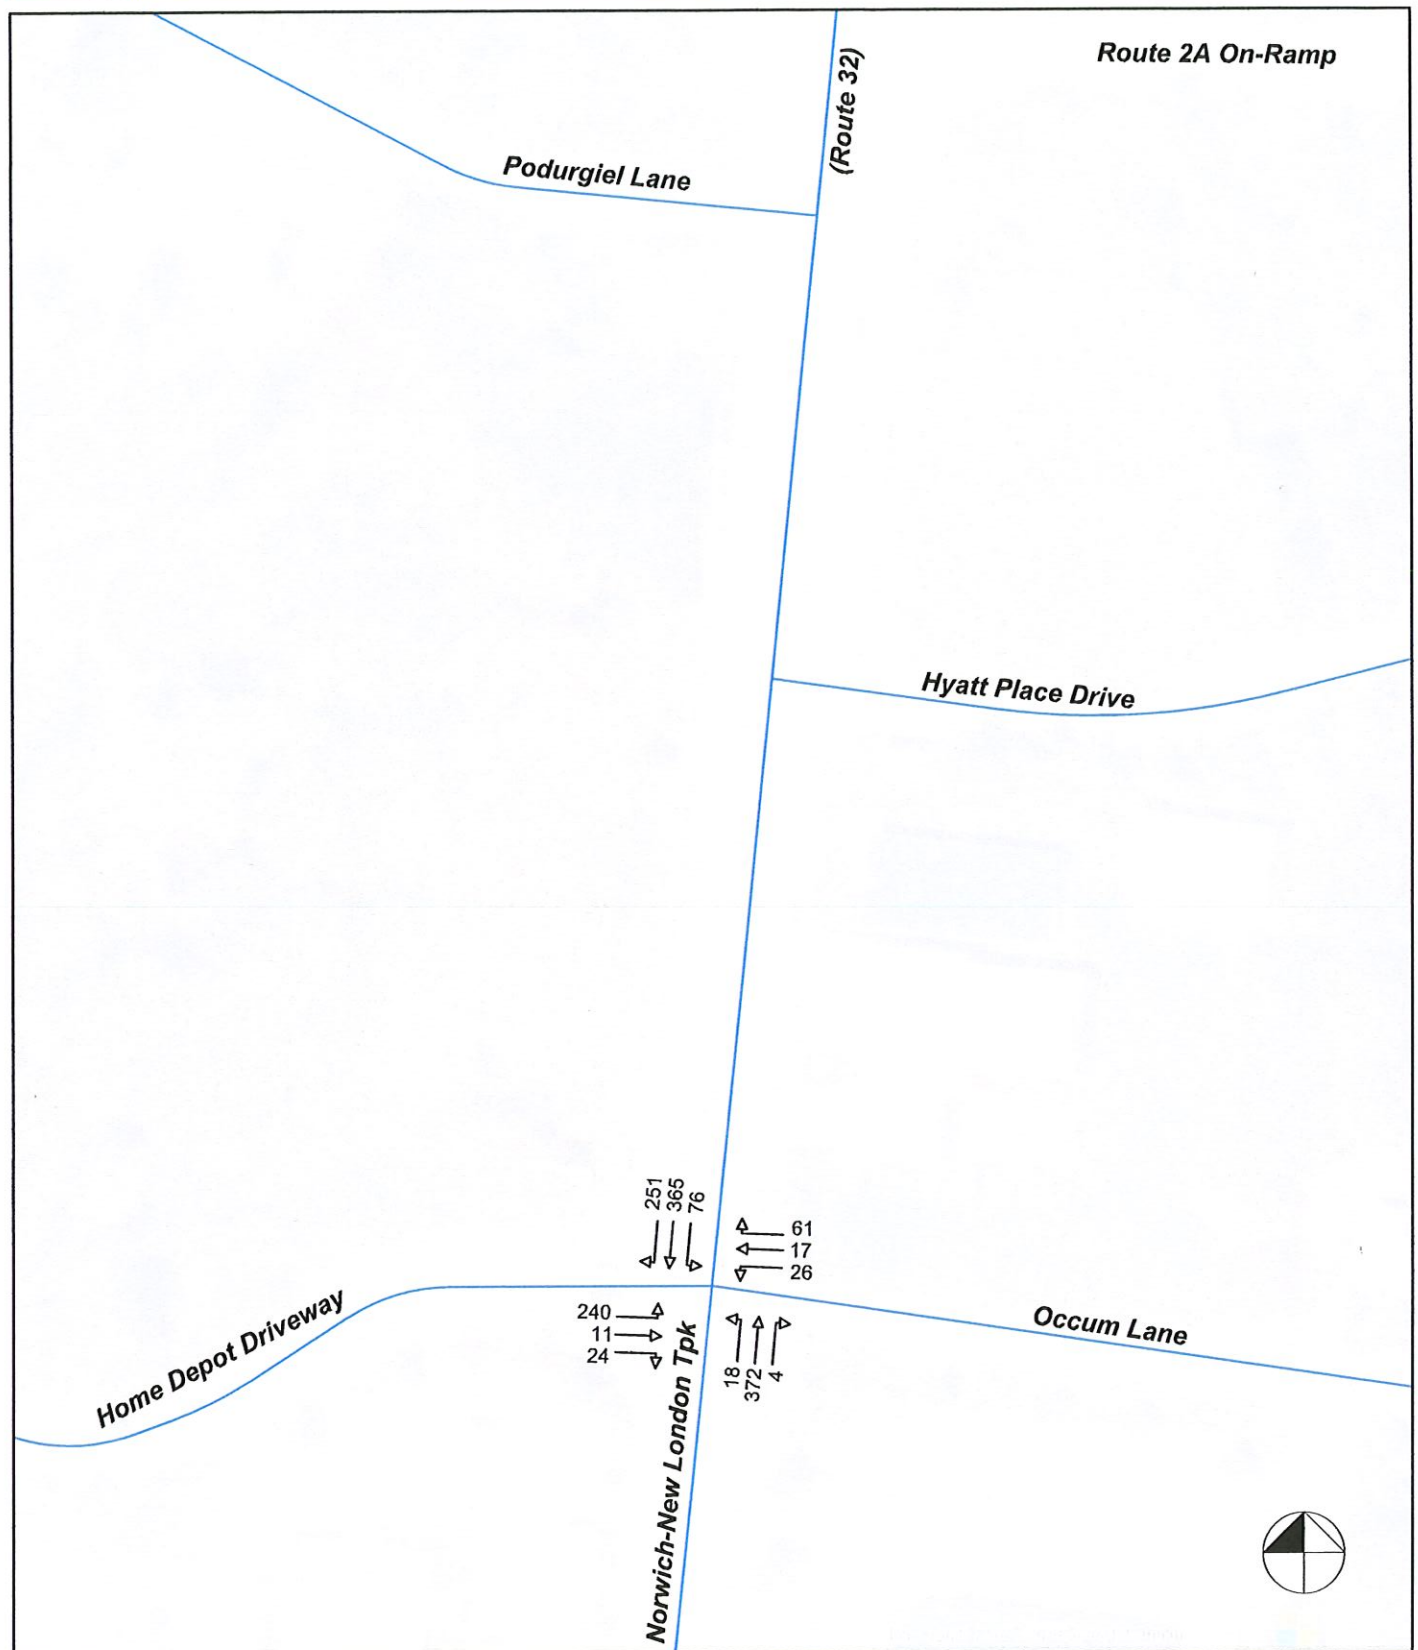 Route 2A On-Ramp
(Route 32)
Podurgiel Lane
Hyatt Place Drive
251
365
76
61
17
26
240
11
24
18
372
4
Home Depot Driveway
Occum Lane
Norwich-New London Tpk